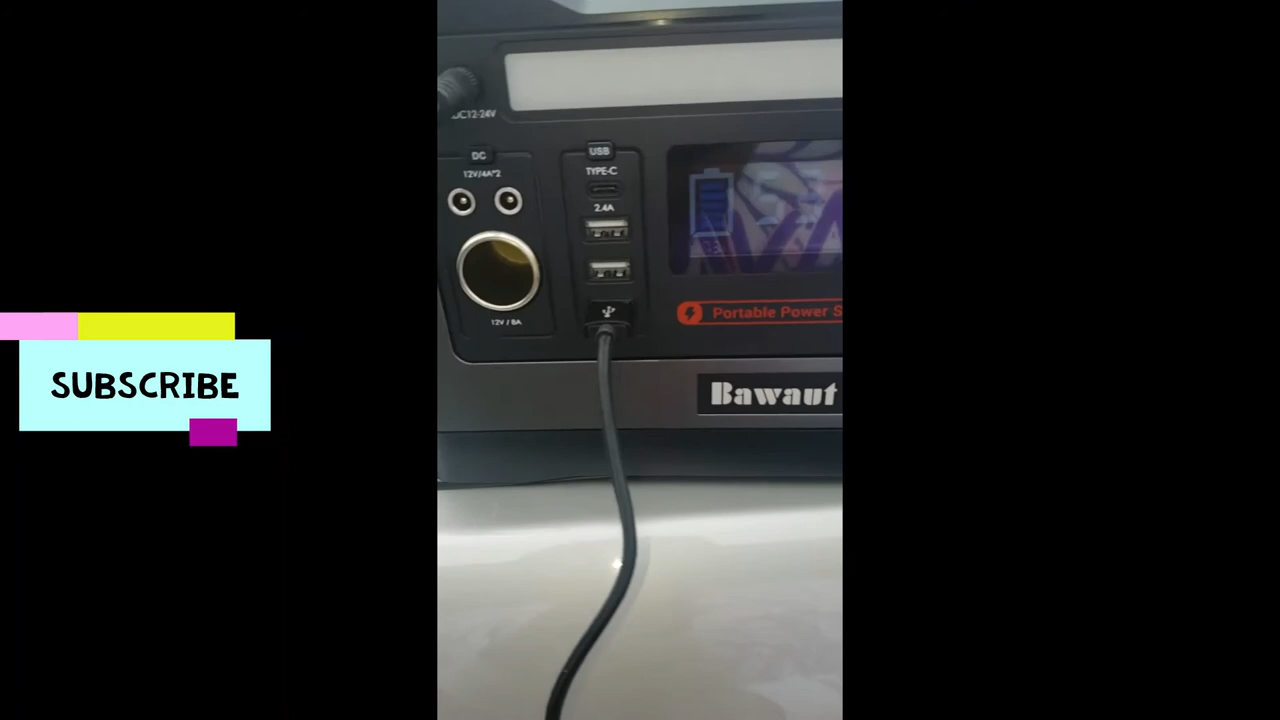 DC12-24V
DC
12V/4A*2
12V / 8A
USB
TYPE-C
2.4A
Portable Power S
Bawaut
SUBSCRIBE